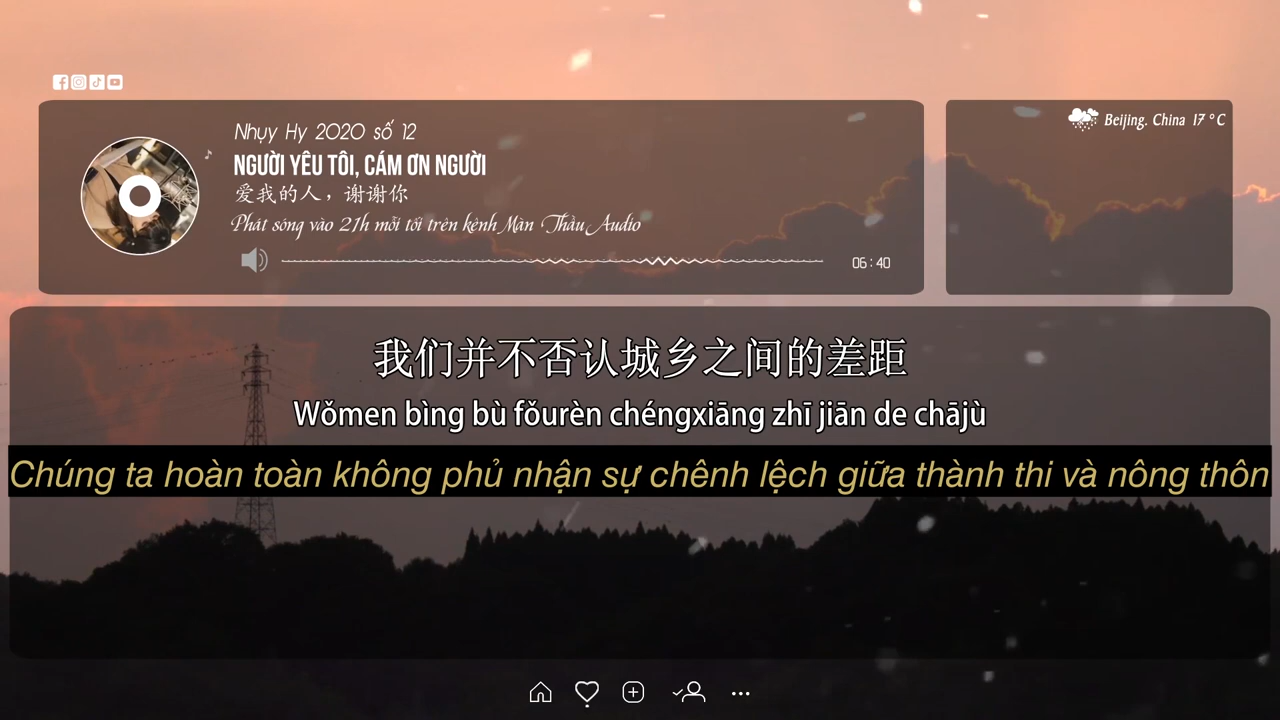 Nhụy Hy 2020 số 12
NGƯỜI YÊU TÔI, CÁM ƠN NGƯỜI
爱我的人，谢谢你
Phát sóng vào 21h mỗi tối trên kênh Màn Thầu Audio
06:40
Beijing. China 17°C
我们并不否认城乡之间的差距
Wǒmen bìng bù fǒurèn chéngxiāng zhī jiān de chājù
Chúng ta hoàn toàn không phủ nhận sự chênh lệch giữa thành thi và nông thôn